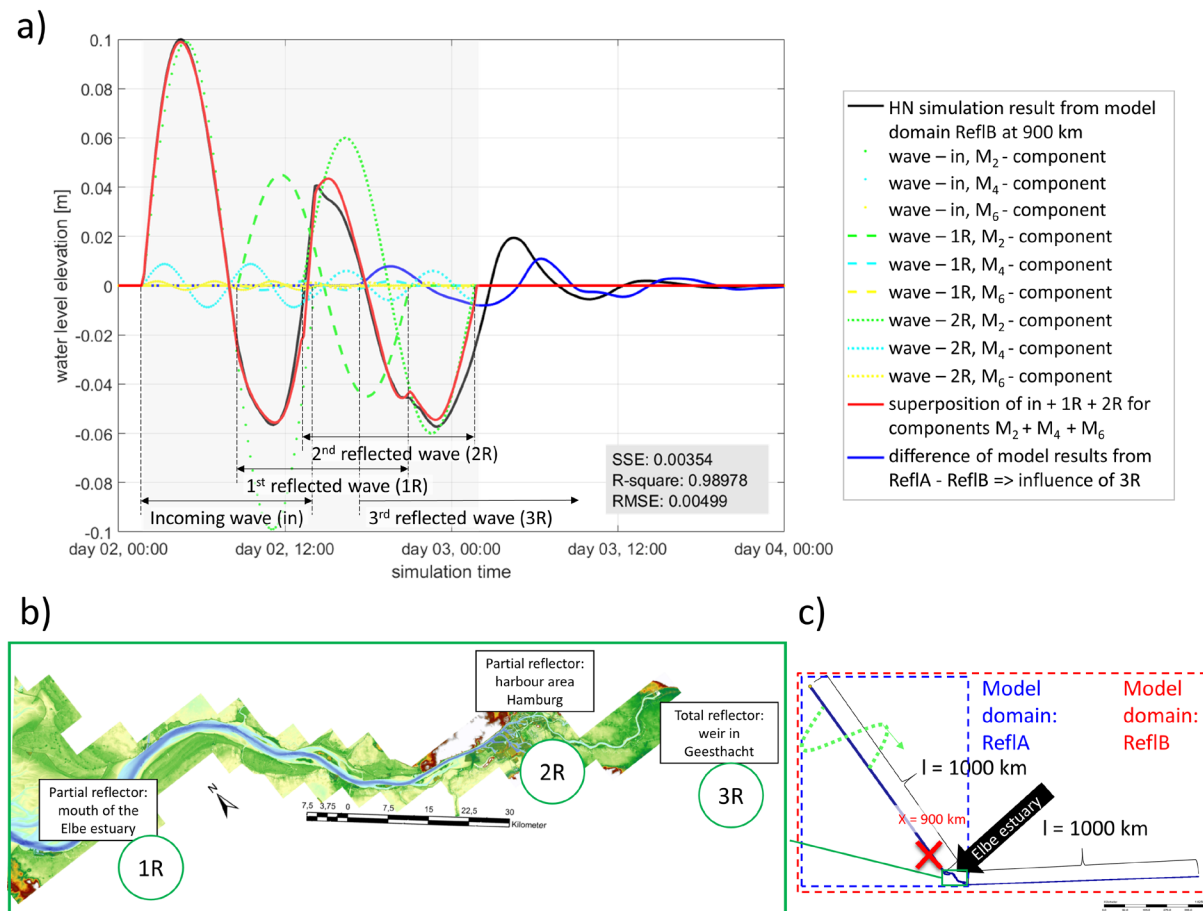 a)
0.1
0.08
0.06
0.04
0.02
0
-0.02
-0.04
-0.06
-0.08
-0.1
water level elevation [m]
2nd reflected wave (2R)
1st reflected wave (1R)
Incoming wave (in)
3rd reflected wave (3R)
SSE: 0.00354
R-square: 0.98978
RMSE: 0.00499
day 02, 00:00
day 02, 12:00
day 03, 00:00
day 03, 12:00
day 04, 00:00
simulation time
HN simulation result from model
domain ReflB at 900 km
wave – in, M2 - component
wave – in, M4 - component
wave – in, M6 - component
wave – 1R, M2 - component
wave – 1R, M4 - component
wave – 1R, M6 - component
wave – 2R, M2 - component
wave – 2R, M4 - component
wave – 2R, M6 - component
superposition of in + 1R + 2R for
components M2 + M4 + M6
difference of model results from
ReflA - ReflB => influence of 3R
b)
Partial reflector:
mouth of the
Elbe estuary
1R
N
7,5 3,75 0 7,5 15 22,5 30
Kilometer
Partial reflector:
harbour area
Hamburg
2R
Total reflector:
weir in
Geesthacht
3R
c)
Model
domain:
ReflA
Model
domain:
ReflB
l = 1000 km
X = 900 km
Elbe estuary
l = 1000 km